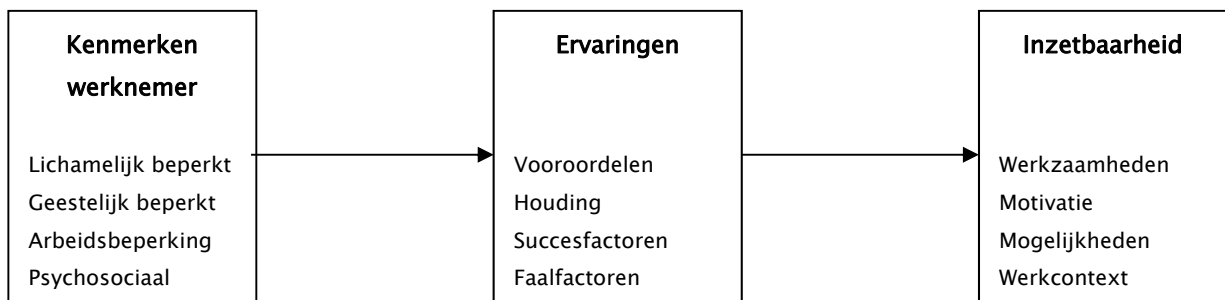 Kenmerken
werknemer
Lichamelijk beperkt
Geestelijk beperkt
Arbeidsbeperking
Psychosociaal
Ervaringen
Vooroordelen
Houding
Succesfactoren
Faalfactoren
Inzetbaarheid
Werkzaamheden
Motivatie
Mogelijkheden
Werkcontext